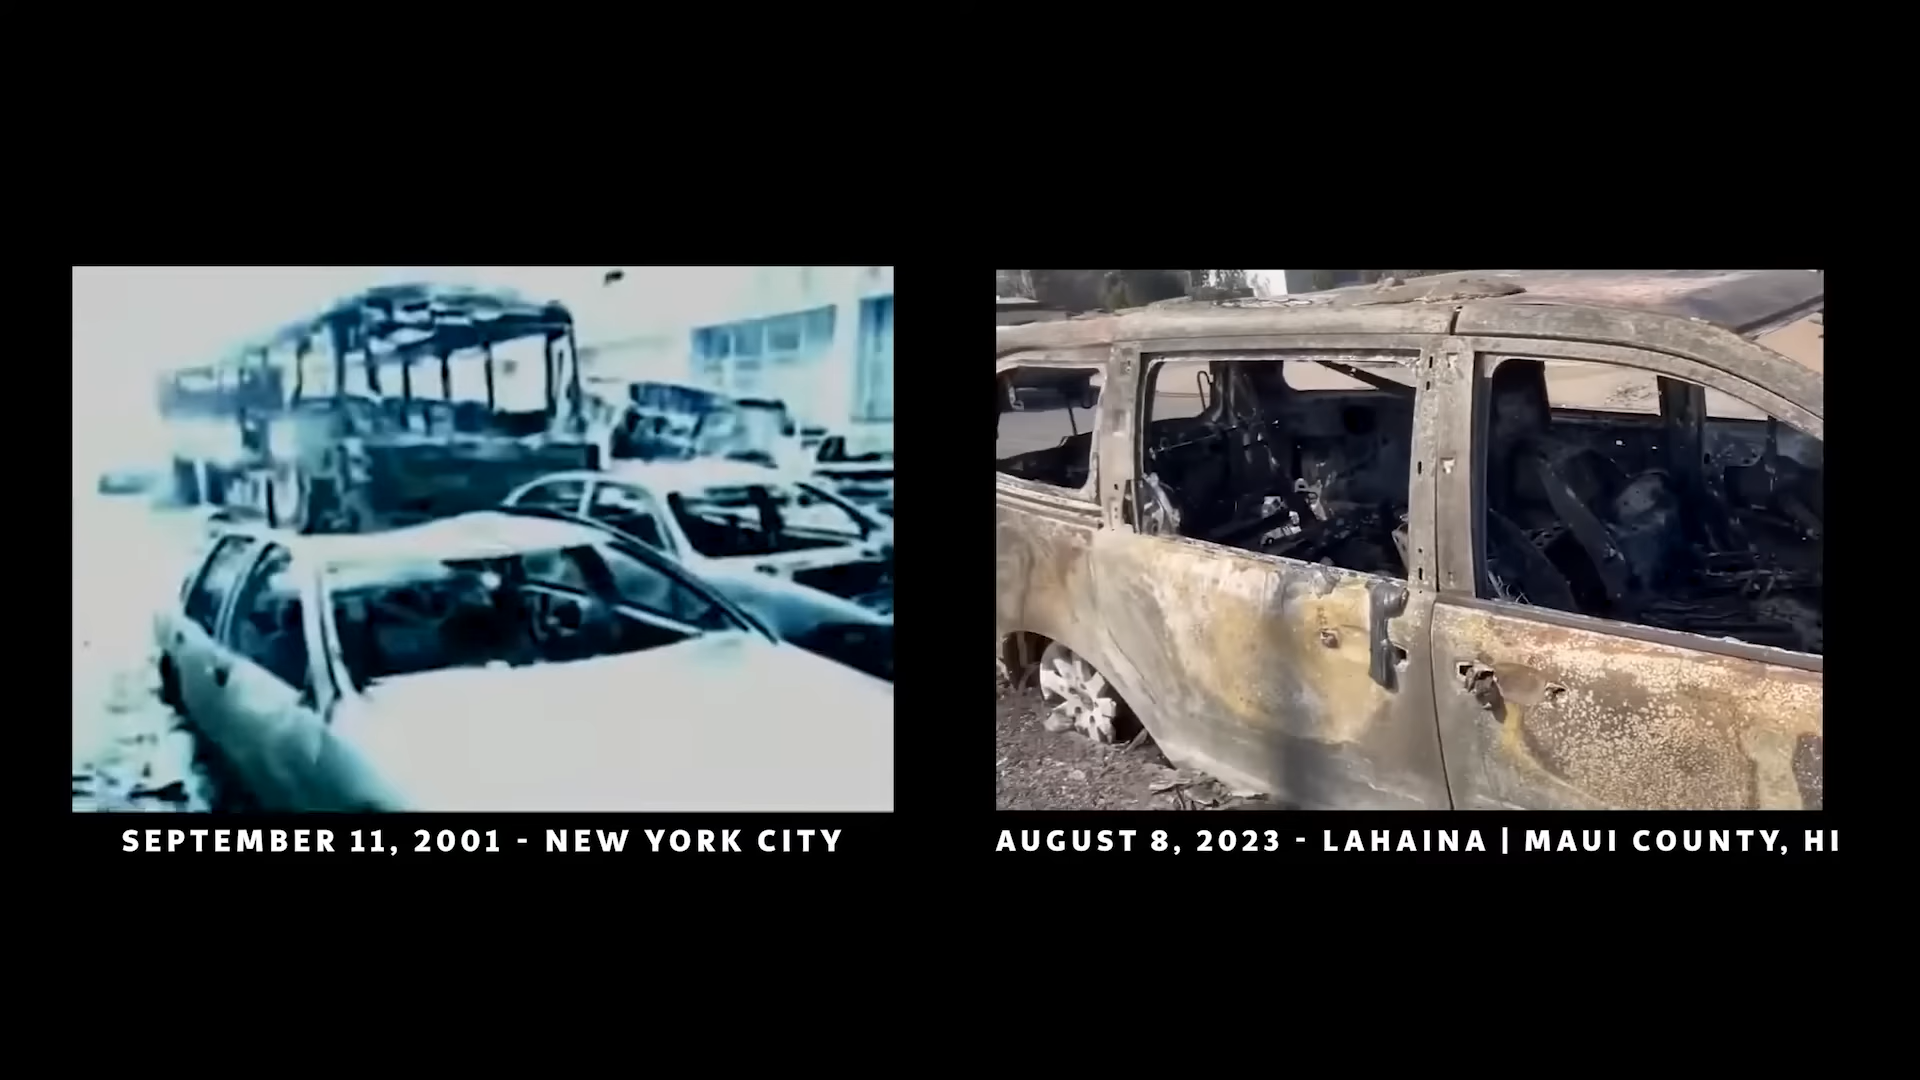 SEPTEMBER 11, 2001 - NEW YORK CITY
AUGUST 8, 2023 - LAHAINA | MAUI COUNTY, HI